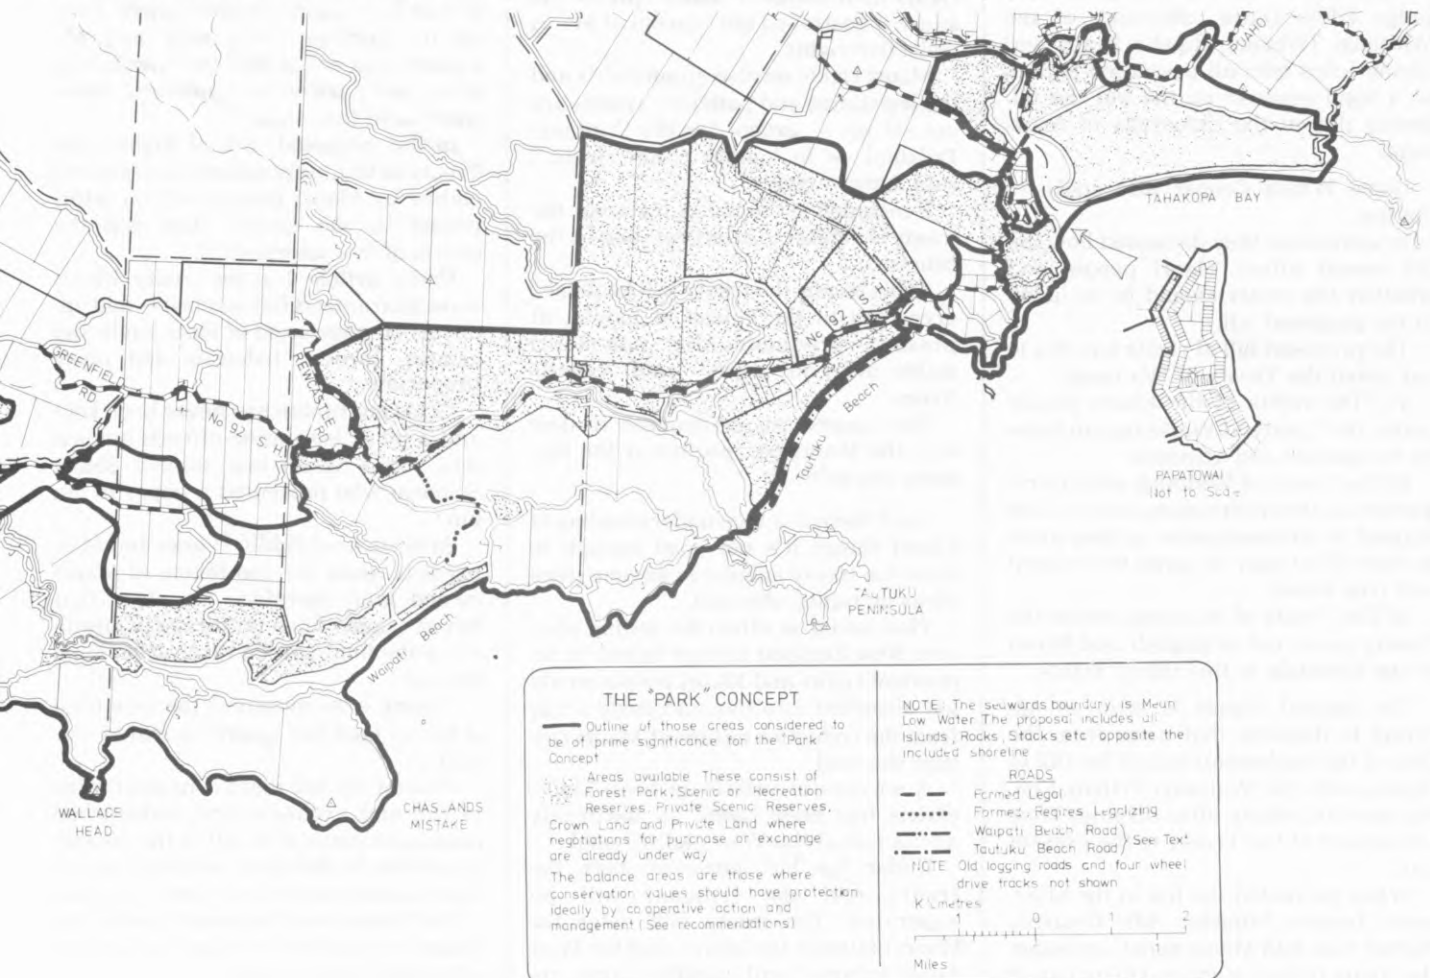 TAHAKOPA BAY
No 92 S.H.
GREENFIELD
RD
REWCASTLE RD
No 92 S.H.
Beach
Tautuku
PAPATOWAI
Not to Scale
TAUTUKU
PENINSULA
Waipati Beach
WALLACE
HEAD
CHASLANDS
MISTAKE
THE "PARK" CONCEPT
Outline of those areas considered to
be of prime significance for the "Park"
Concept
Areas available These consist of
Forest Park, Scenic or Recreation
Reserves, Private Scenic Reserves,
Crown Land and Private Land where
negotiations for purchase or exchange
are already under way
The balance areas are those where
conservation values should have protection
ideally by co operative action and
management (See recommendations)
NOTE The seawards boundary is Mean
Low Water The proposal includes all
Islands, Rocks, Stacks etc opposite the
included shoreline
ROADS
Formed Legal
Formed, Reqires Legalizing
Waipati Beach Road
Tautuku Beach Road
See Text
NOTE Old logging roads and four wheel
drive tracks not shown
Kilometres
1 0 1 2
Miles